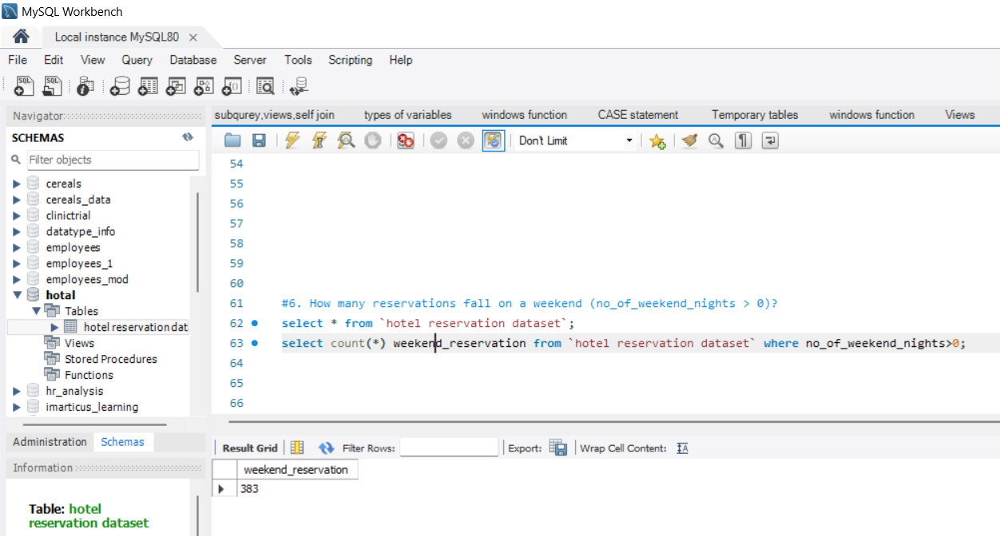 MySQL Workbench
Local instance MySQL80
File Edit View Query Database Server Tools Scripting Help
SQL SQL
Navigator
SCHEMAS
Filter objects
cereals
cereals_data
clinictrial
datatype_info
employees
employees_1
employees_mod
hotal
Tables
hotel reservation dat
Views
Stored Procedures
Functions
hr_analysis
imarticus_learning
Administration Schemas
Information
Table: hotel
reservation dataset
subqurey,views,self join types of variables windows function CASE statement Temporary tables windows function Views
Don't Limit
54
55
56
57
58
59
60
61 #6. How many reservations fall on a weekend (no_of_weekend_nights > 0)?
62 select * from `hotel reservation dataset`;
63 select count(*) weekend_reservation from `hotel reservation dataset` where no_of_weekend_nights>0;
64
65
66
Result Grid Filter Rows: Export: Wrap Cell Content:
weekend_reservation
383